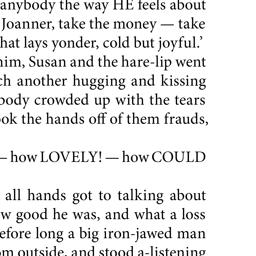 anybody the way HE feels about
Joanner, take the money — take
hat lays yonder, cold but joyful.’
him, Susan and the hare-lip went
ch another hugging and kissing
body crowded up with the tears
ok the hands off of them frauds,
— how LOVELY! — how COULD
all hands got to talking about
w good he was, and what a loss
efore long a big iron-jawed man
om outside, and stood a-listening